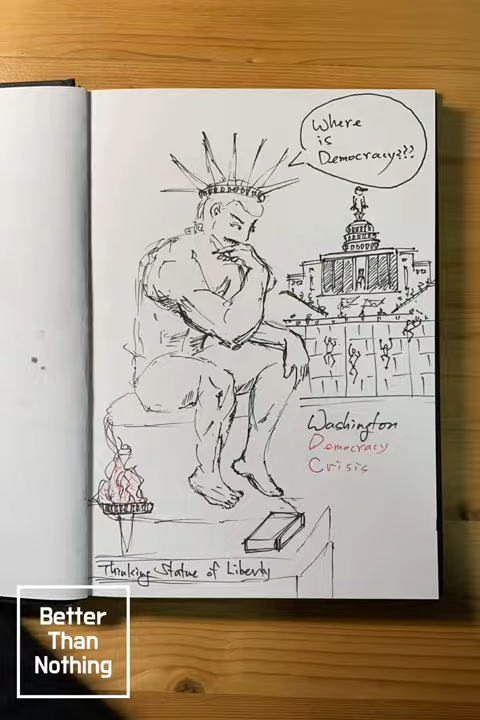 Where
is
Democracy???
Washington
Democracy
Crisis
Thinking Statue of Liberty
Better
Than
Nothing